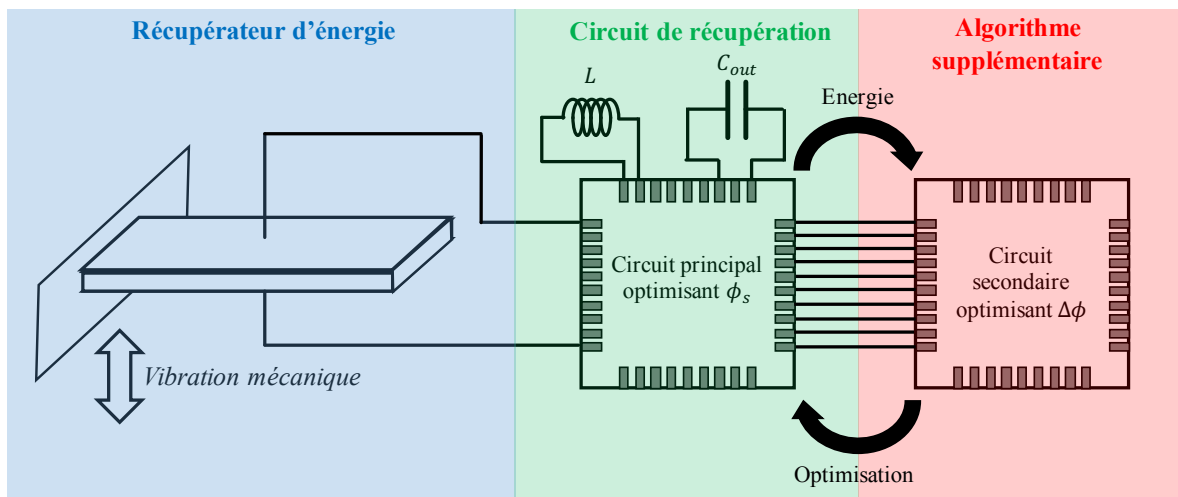 Récupérateur d'énergie
Circuit de récupération
Algorithme
supplémentaire
L
C_out
Energie
Circuit principal
optimisant ϕ_s
Circuit
secondaire
optimisant Δϕ
Vibration mécanique
Optimisation